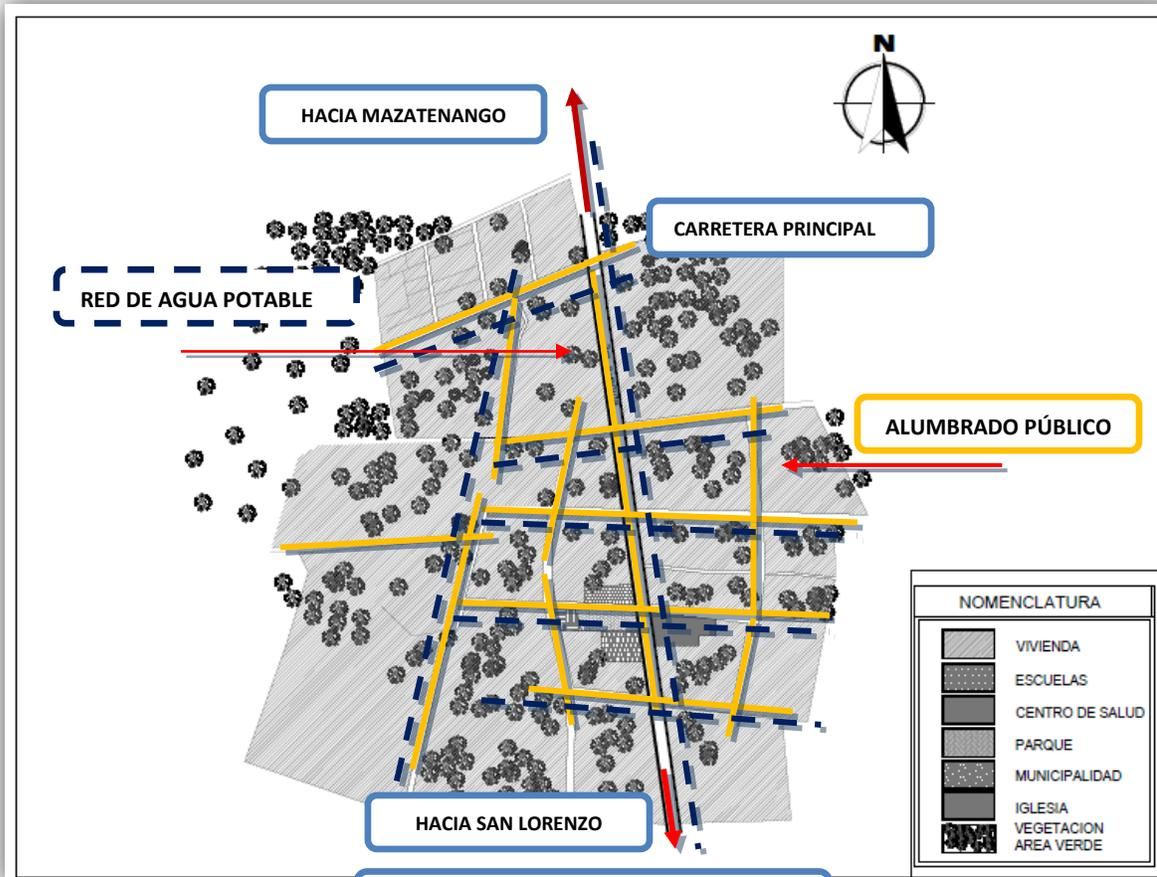 N
HACIA MAZATENANGO
CARRETERA PRINCIPAL
RED DE AGUA POTABLE
ALUMBRADO PÚBLICO
HACIA SAN LORENZO
NOMENCLATURA
VIVIENDA
ESCUELAS
CENTRO DE SALUD
PARQUE
MUNICIPALIDAD
IGLESIA
VEGETACION
AREA VERDE